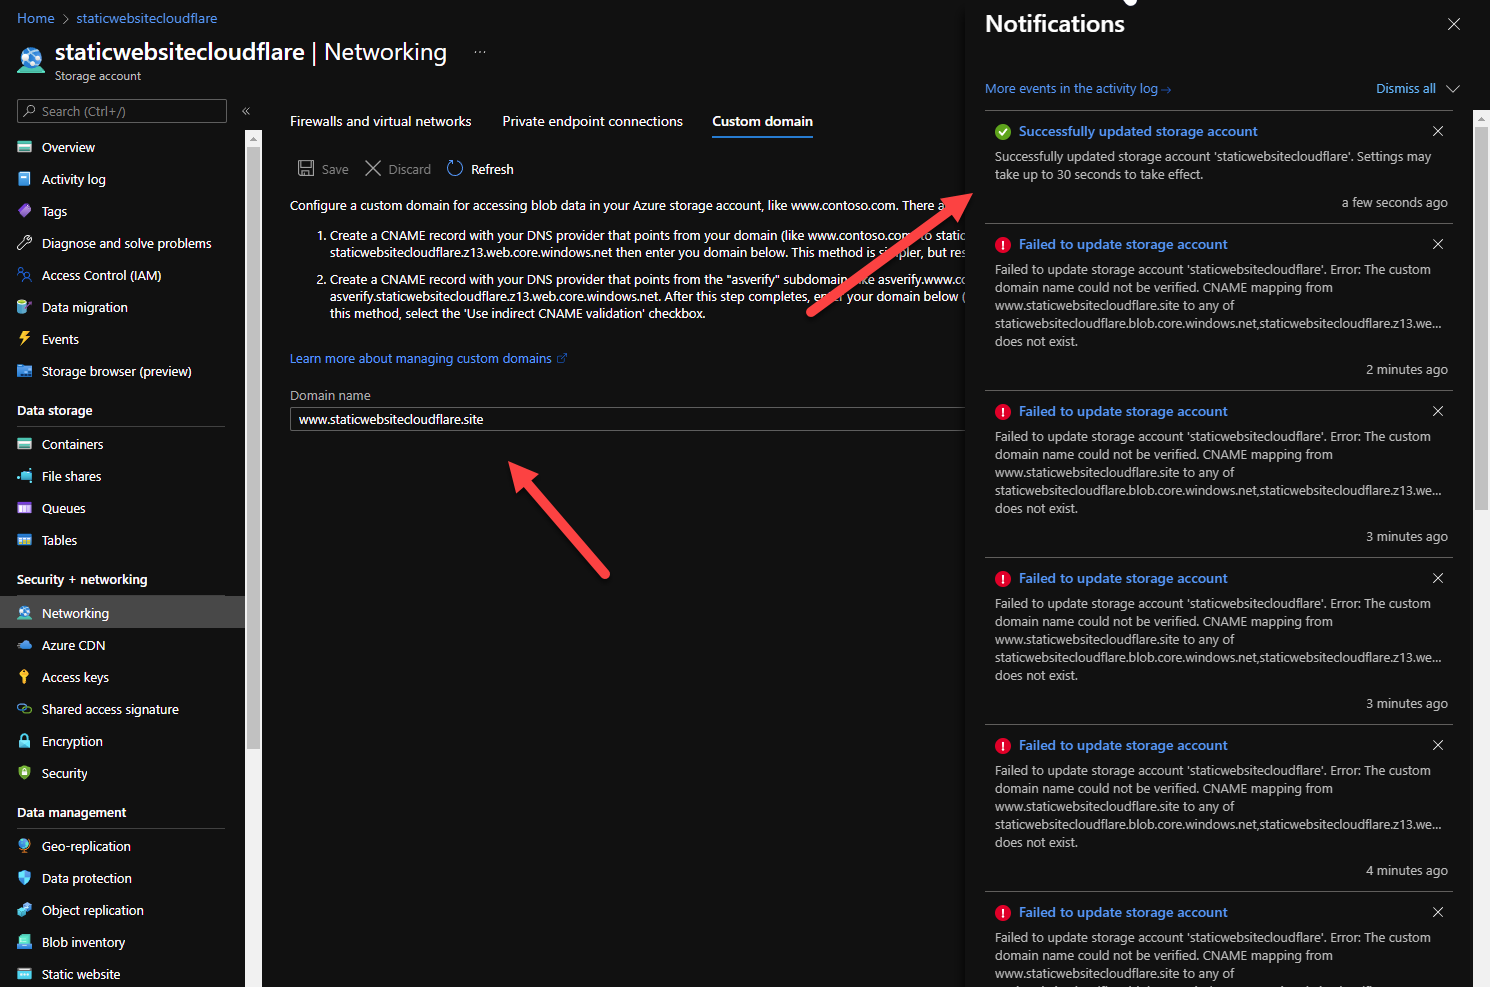 Home > staticwebsitecloudflare
staticwebsitecloudflare | Networking ...
Storage account
Search (Ctrl+/)
«
Overview
Activity log
Tags
Diagnose and solve problems
Access Control (IAM)
Data migration
Events
Storage browser (preview)
Data storage
Containers
File shares
Queues
Tables
Security + networking
Networking
Azure CDN
Access keys
Shared access signature
Encryption
Security
Data management
Geo-replication
Data protection
Object replication
Blob inventory
Static website
Firewalls and virtual networks Private endpoint connections Custom domain
Save Discard Refresh
Configure a custom domain for accessing blob data in your Azure storage account, like www.contoso.com. There
1. Create a CNAME record with your DNS provider that points from your domain (like www.contoso.com) to static
staticwebsitecloudflare.z13.web.core.windows.net then enter you domain below. This method is simpler, but res
2. Create a CNAME record with your DNS provider that points from the "asverify" subdomain like asverify.www.co
asverify.staticwebsitecloudflare.z13.web.core.windows.net. After this step completes, enter your domain below (
this method, select the 'Use indirect CNAME validation' checkbox.
Learn more about managing custom domains
Domain name
www.staticwebsitecloudflare.site
Notifications
More events in the activity log →
Dismiss all
Successfully updated storage account
Successfully updated storage account 'staticwebsitecloudflare'. Settings may
take up to 30 seconds to take effect.
a few seconds ago
Failed to update storage account
Failed to update storage account 'staticwebsitecloudflare'. Error: The custom
domain name could not be verified. CNAME mapping from
www.staticwebsitecloudflare.site to any of
staticwebsitecloudflare.blob.core.windows.net,staticwebsitecloudflare.z13.we...
does not exist.
2 minutes ago
Failed to update storage account
Failed to update storage account 'staticwebsitecloudflare'. Error: The custom
domain name could not be verified. CNAME mapping from
www.staticwebsitecloudflare.site to any of
staticwebsitecloudflare.blob.core.windows.net,staticwebsitecloudflare.z13.we...
does not exist.
3 minutes ago
Failed to update storage account
Failed to update storage account 'staticwebsitecloudflare'. Error: The custom
domain name could not be verified. CNAME mapping from
www.staticwebsitecloudflare.site to any of
staticwebsitecloudflare.blob.core.windows.net,staticwebsitecloudflare.z13.we...
does not exist.
3 minutes ago
Failed to update storage account
Failed to update storage account 'staticwebsitecloudflare'. Error: The custom
domain name could not be verified. CNAME mapping from
www.staticwebsitecloudflare.site to any of
staticwebsitecloudflare.blob.core.windows.net,staticwebsitecloudflare.z13.we...
does not exist.
4 minutes ago
Failed to update storage account
Failed to update storage account 'staticwebsitecloudflare'. Error: The custom
domain name could not be verified. CNAME mapping from
www.staticwebsitecloudflare.site to any of